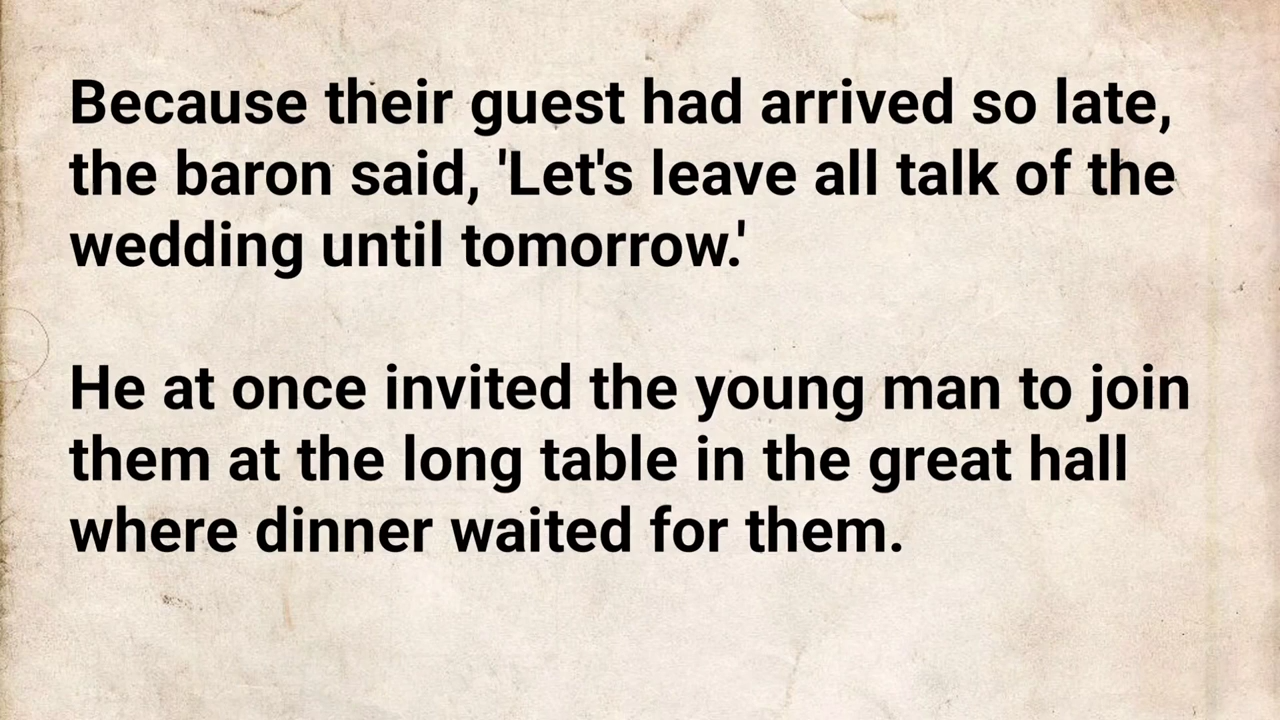 Because their guest had arrived so late,
the baron said, 'Let's leave all talk of the
wedding until tomorrow.'
He at once invited the young man to join
them at the long table in the great hall
where dinner waited for them.